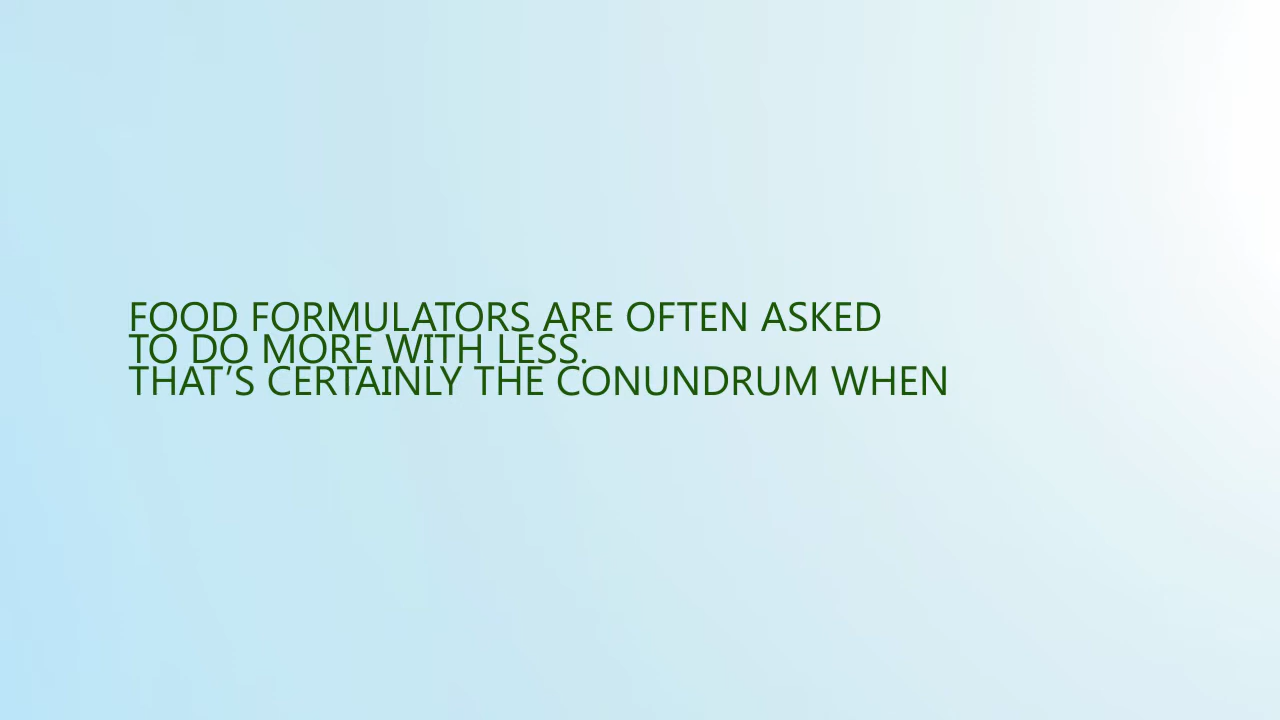 FOOD FORMULATORS ARE OFTEN ASKED
TO DO MORE WITH LESS.
THAT’S CERTAINLY THE CONUNDRUM WHEN